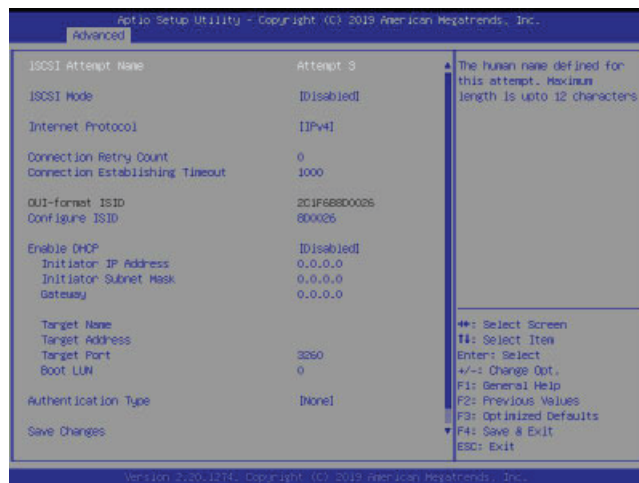 Aptio Setup Utility - Copyright (C) 2019 American Megatrends, Inc.
Advanced
iSCSI Attempt Name Attempt 3
iSCSI Mode [Disabled]
Internet Protocol [IPv4]
Connection Retry Count 0
Connection Establishing Timeout 1000
OUI-format ISID 2C1F6B8D0026
Configure ISID 8D0026
Enable DHCP [Disabled]
Initiator IP Address 0.0.0.0
Initiator Subnet Mask 0.0.0.0
Gateway 0.0.0.0
Target Name
Target Address
Target Port 3260
Boot LUN 0
Authentication Type [None]
Save Changes
The human name defined for
this attempt. Maximum
length is upto 12 characters
↔: Select Screen
↑↓: Select Item
Enter: Select
+/-: Change Opt.
F1: General Help
F2: Previous Values
F3: Optimized Defaults
F4: Save & Exit
ESC: Exit
Version 2.20.1274. Copyright (C) 2019 American Megatrends, Inc.